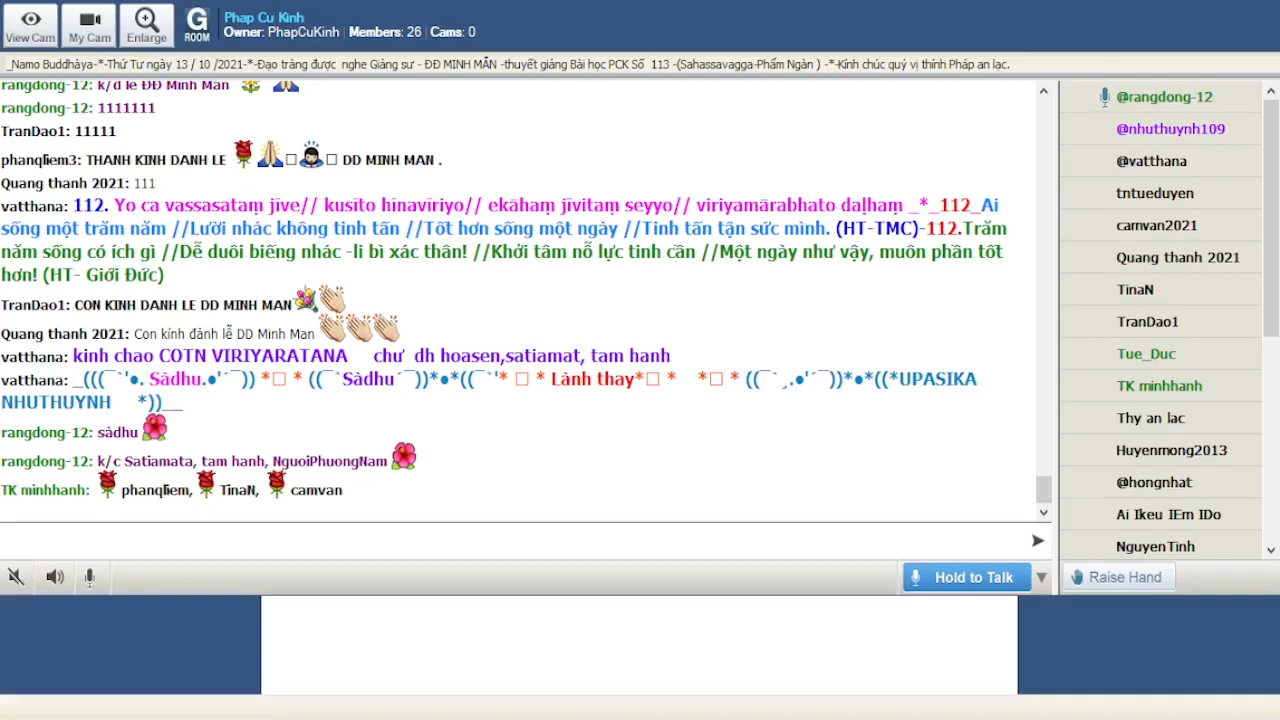 View Cam
My Cam
Enlarge
G
ROOM
Phap Cu Kinh
Owner: PhapCuKinh | Members: 26 | Cams: 0
_Namo Buddhàya-*-Thứ Tư ngày 13 / 10 /2021-*-Đạo tràng được nghe Giảng sư - ĐĐ MINH MẪN -thuyết giảng Bài học PCK Số 113 -(Sahassavagga-Phẩm Ngàn ) -*-Kính chúc quý vị thính Pháp an lạc.
rangdong-12: k/d le ĐĐ Minh Man
rangdong-12: 1111111
TranDao1: 11111
phanqliem3: THANH KINH DANH LE DD MINH MAN .
Quang thanh 2021: 111
vatthana: 112. Yo ca vassasataṃ jīve// kusīto hīnavīriyo// ekāhaṃ jīvitaṃ seyyo// viriyamārabhato daḷhaṃ _*_112_Ai
sống một trăm năm //Lười nhác không tinh tấn //Tốt hơn sống một ngày //Tinh tấn tận sức mình. (HT-TMC)-112.Trăm
năm sống có ích gì //Dễ duôi biếng nhác -li bì xác thân! //Khởi tâm nỗ lực tinh cần //Một ngày như vậy, muôn phần tốt
hơn! (HT- Giới Đức)
TranDao1: CON KINH DANH LE DD MINH MAN
Quang thanh 2021: Con kính đảnh lễ DD Minh Man
vatthana: kinh chao COTN VIRIYARATANA chư dh hoasen,satiamat, tam hanh
vatthana: _(((¯`'●. Sàdhu.●'´¯)) *□ * ((¯`Sàdhu´¯))*●*((¯`'* □ * Lành thay*□ * *□ * ((¯`¸.●'´¯))*●*((*UPASIKA
NHUTHUYNH *))__
rangdong-12: sàdhu
rangdong-12: k/c Satiamata, tam hanh, NguoiPhuongNam
TK minhhanh: phanqliem, TinaN, camvan
Hold to Talk
@rangdong-12
@nhuthuynh109
@vatthana
tntueduyen
camvan2021
Quang thanh 2021
TinaN
TranDao1
Tue_Duc
TK minhhanh
Thy an lac
Huyenmong2013
@hongnhat
Ai Ikeu IEm IDo
NguyenTinh
Raise Hand